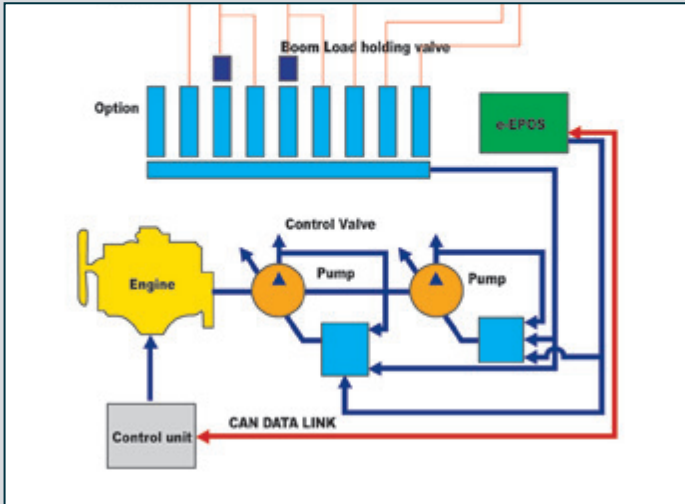 Boom Load holding valve
Option
e-EPOS
Control Valve
Engine
Pump
Pump
CAN DATA LINK
Control unit